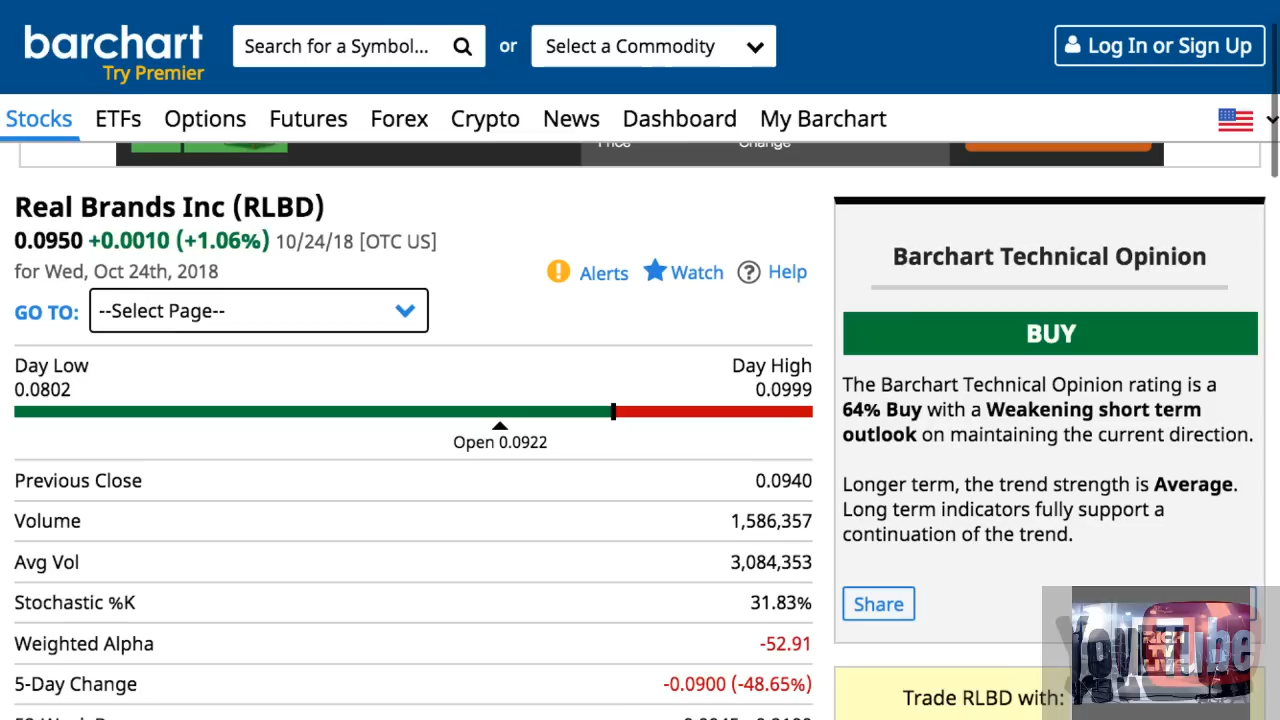 barchart
Try Premier
Search for a Symbol...
or
Select a Commodity
Log In or Sign Up
Stocks ETFs Options Futures Forex Crypto News Dashboard My Barchart
Price Change
Real Brands Inc (RLBD)
0.0950 +0.0010 (+1.06%) 10/24/18 [OTC US]
for Wed, Oct 24th, 2018
Alerts Watch Help
GO TO: --Select Page--
Day Low Day High
0.0802 0.0999
Open 0.0922
Previous Close 0.0940
Volume 1,586,357
Avg Vol 3,084,353
Stochastic %K 31.83%
Weighted Alpha -52.91
5-Day Change -0.0900 (-48.65%)
Barchart Technical Opinion
BUY
The Barchart Technical Opinion rating is a
64% Buy with a Weakening short term
outlook on maintaining the current direction.
Longer term, the trend strength is Average.
Long term indicators fully support a
continuation of the trend.
Share
Trade RLBD with:
YouTube